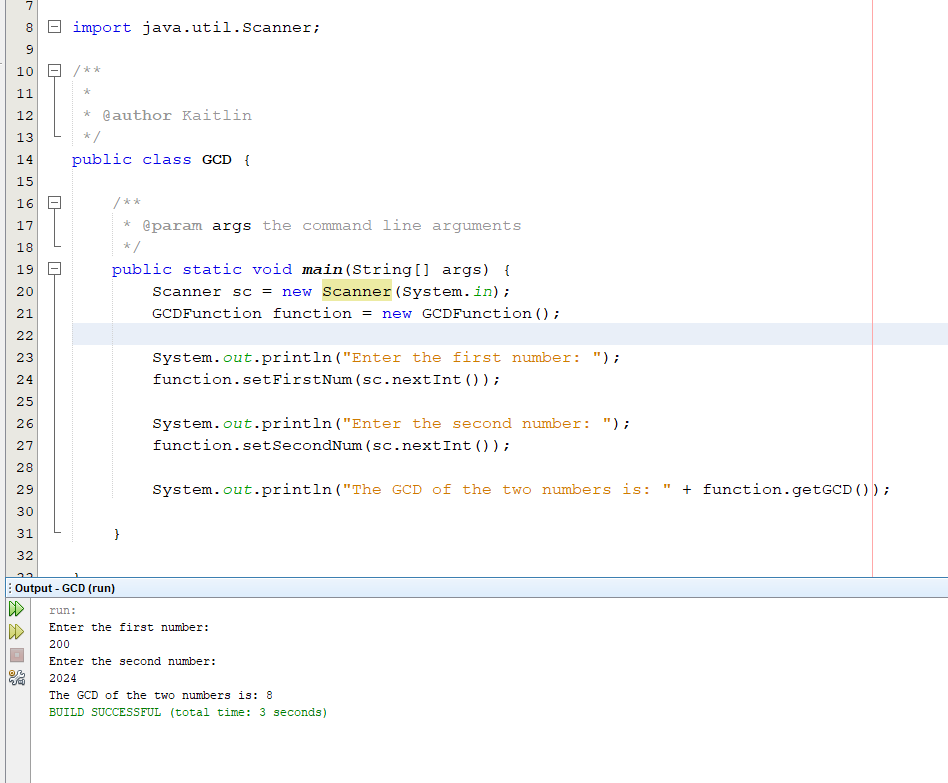 7
8 import java.util.Scanner;
9
10 /**
11 *
12 * @author Kaitlin
13 */
14 public class GCD {
15
16 /**
17 * @param args the command line arguments
18 */
19 public static void main(String[] args) {
20 Scanner sc = new Scanner(System.in);
21 GCDFunction function = new GCDFunction();
22
23 System.out.println("Enter the first number: ");
24 function.setFirstNum(sc.nextInt());
25
26 System.out.println("Enter the second number: ");
27 function.setSecondNum(sc.nextInt());
28
29 System.out.println("The GCD of the two numbers is: " + function.getGCD());
30
31 }
32
Output - GCD (run)
run:
Enter the first number:
200
Enter the second number:
2024
The GCD of the two numbers is: 8
BUILD SUCCESSFUL (total time: 3 seconds)